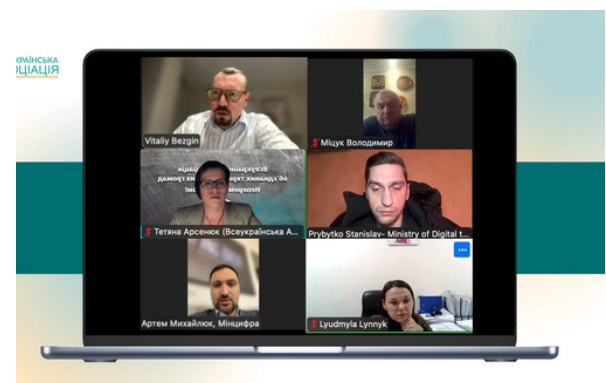 КРАЇНСЬКА
ОЦІАЦІЯ
Vitaliy Bezgin
Міцук Володимир
Тетяна Арсенюк (Всеукраїнська А...
Prybytko Stanislav- Ministry of Digital t...
Артем Михайлюк, Мінцифра
Lyudmyla Lynnyk